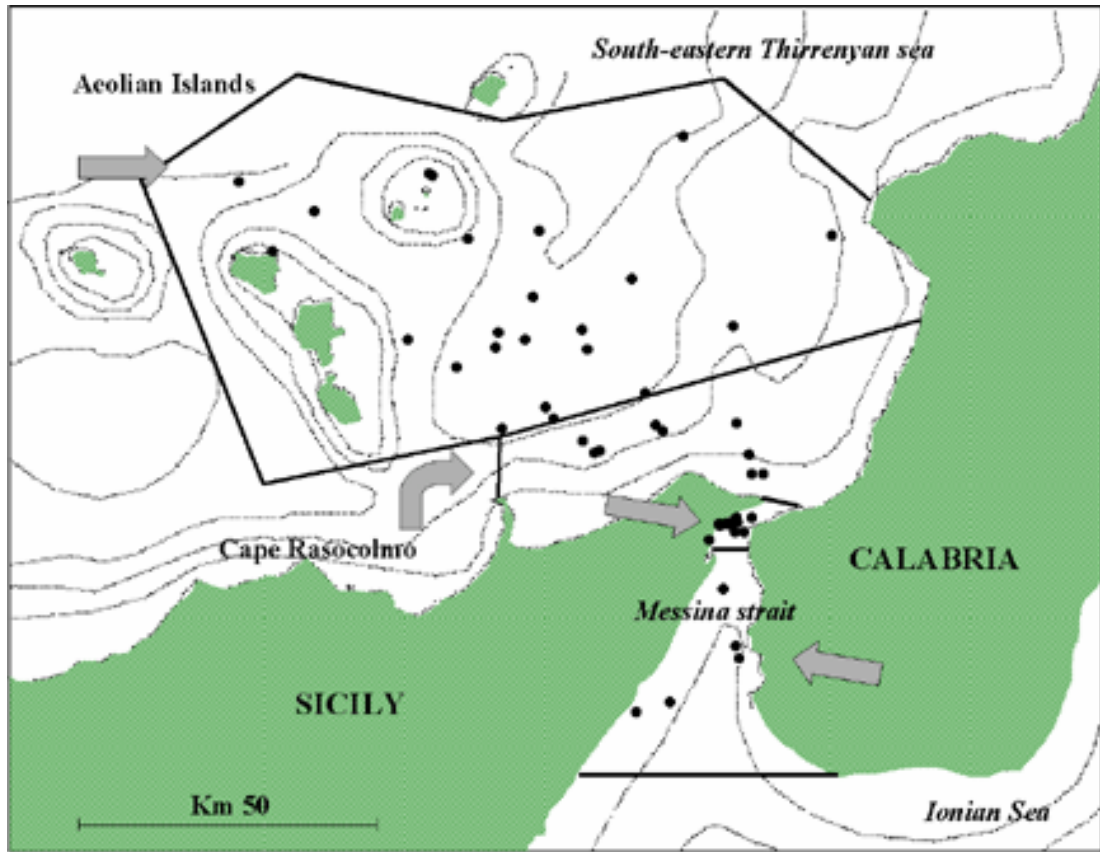 South-eastern Thirrenyan sea
Aeolian Islands
Cape Rasocolmo
CALABRIA
Messina strait
SICILY
Km 50
Ionian Sea